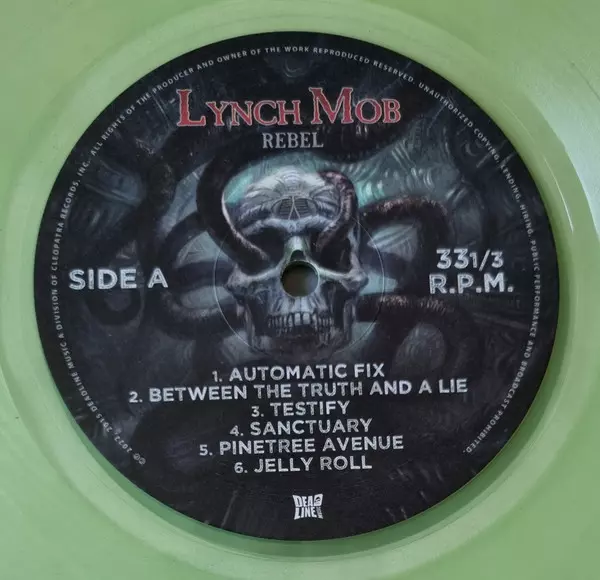 LYNCH MOB
REBEL
SIDE A
33 1/3
R.P.M.
1. AUTOMATIC FIX
2. BETWEEN THE TRUTH AND A LIE
3. TESTIFY
4. SANCTUARY
5. PINETREE AVENUE
6. JELLY ROLL
DEAD
LINE
2015 DEADLINE MUSIC A DIVISION OF CLEOPATRA RECORDS, INC. ALL RIGHTS OF THE PRODUCER AND OWNER OF THE WORK REPRODUCED RESERVED. UNAUTHORIZED COPYING, LENDING, HIRING, PUBLIC PERFORMANCE AND BROADCAST PROHIBITED.